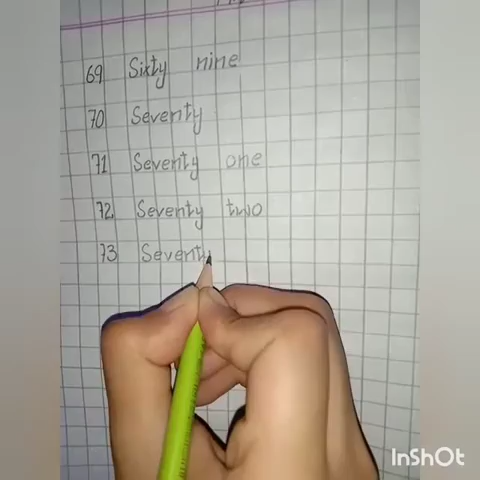 69 Sixty nine
70 Seventy
71 Seventy one
72 Seventy two
73 Seventy
InShOt